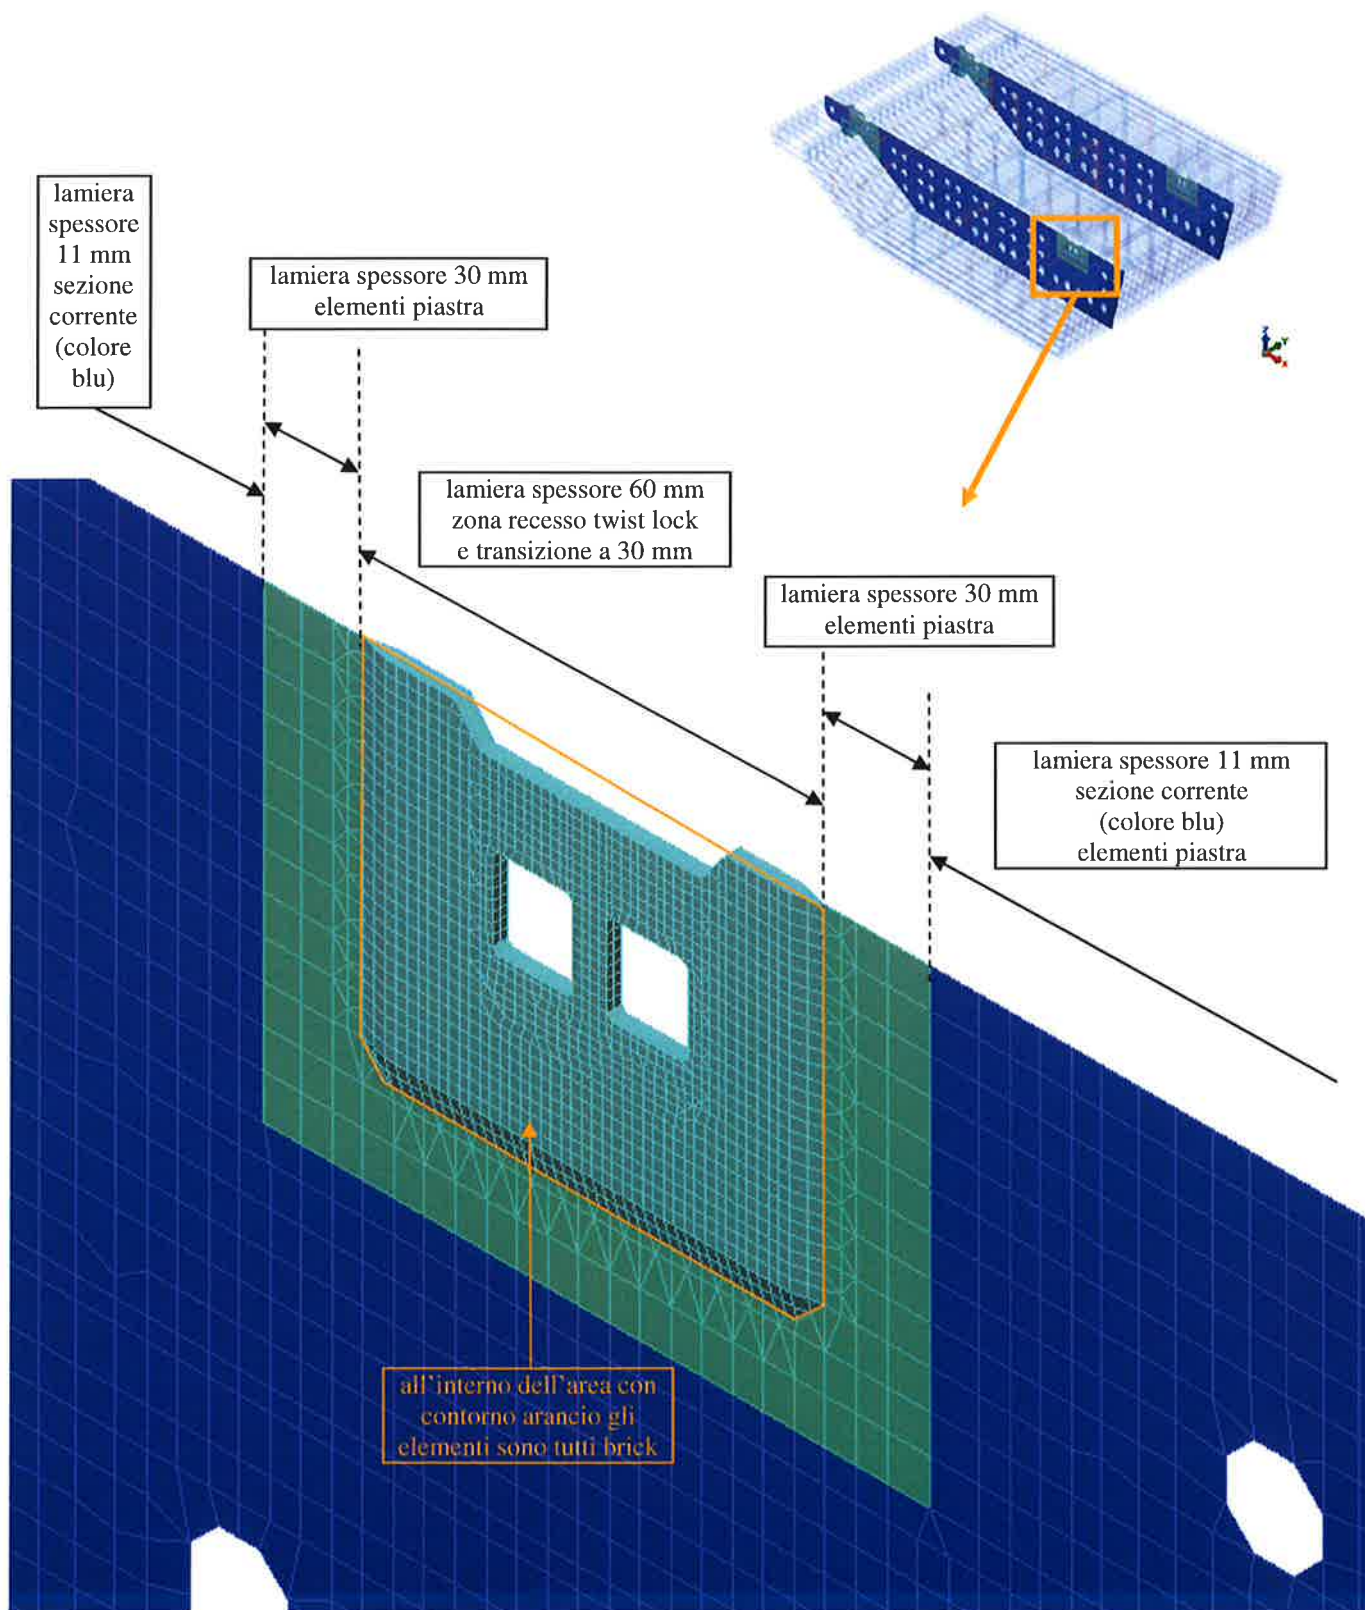 lamiera
spessore
11 mm
sezione
corrente
(colore
blu)
lamiera spessore 30 mm
elementi piastra
lamiera spessore 60 mm
zona recesso twist lock
e transizione a 30 mm
lamiera spessore 30 mm
elementi piastra
lamiera spessore 11 mm
sezione corrente
(colore blu)
elementi piastra
all'interno dell'area con
contorno arancio gli
elementi sono tutti brick
Z
Y
X